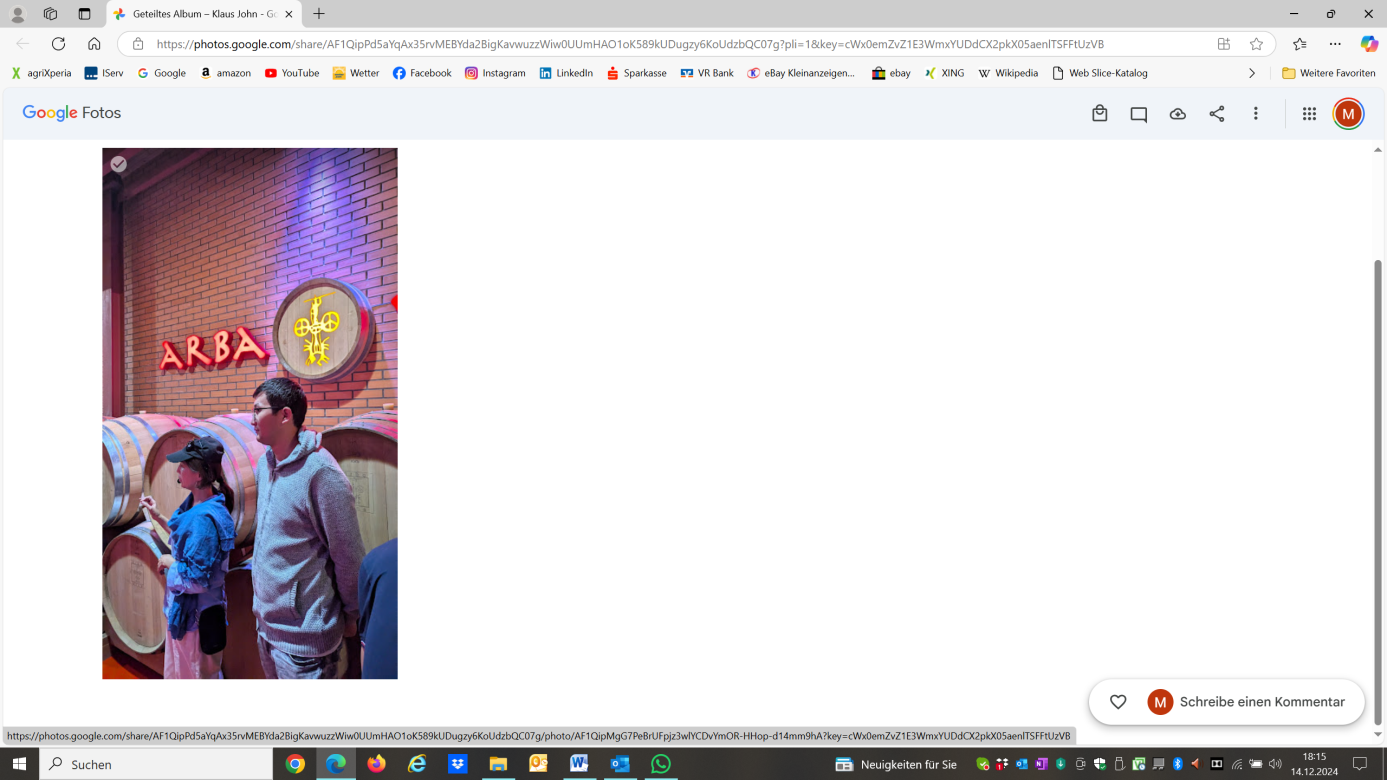 Geteiltes Album – Klaus John - Go
https://photos.google.com/share/AF1QipPd5aYqAx35rvMEBYda2BigKavwuzzWiw0UUmHAO1oK589kUDugzy6KoUdzbQC07g?pli=1&key=cWx0emZvZ1E3WmxYUDdCX2pkX05aenlTSFFtUzVB
agriXperia IServ Google amazon YouTube Wetter Facebook Instagram LinkedIn Sparkasse VR Bank eBay Kleinanzeigen... ebay XING Wikipedia Web Slice-Katalog Weitere Favoriten
Google Fotos
M
ARBA
M Schreibe einen Kommentar
https://photos.google.com/share/AF1QipPd5aYqAx35rvMEBYda2BigKavwuzzWiw0UUmHAO1oK589kUDugzy6KoUdzbQC07g/photo/AF1QipMgG7PeBrUFpjz3wlYCDvYmOR-HHop-d14mm9hA?key=cWx0emZvZ1E3WmxYUDdCX2pkX05aenlTSFFtUzVB
Suchen Neuigkeiten für Sie 18:15
14.12.2024